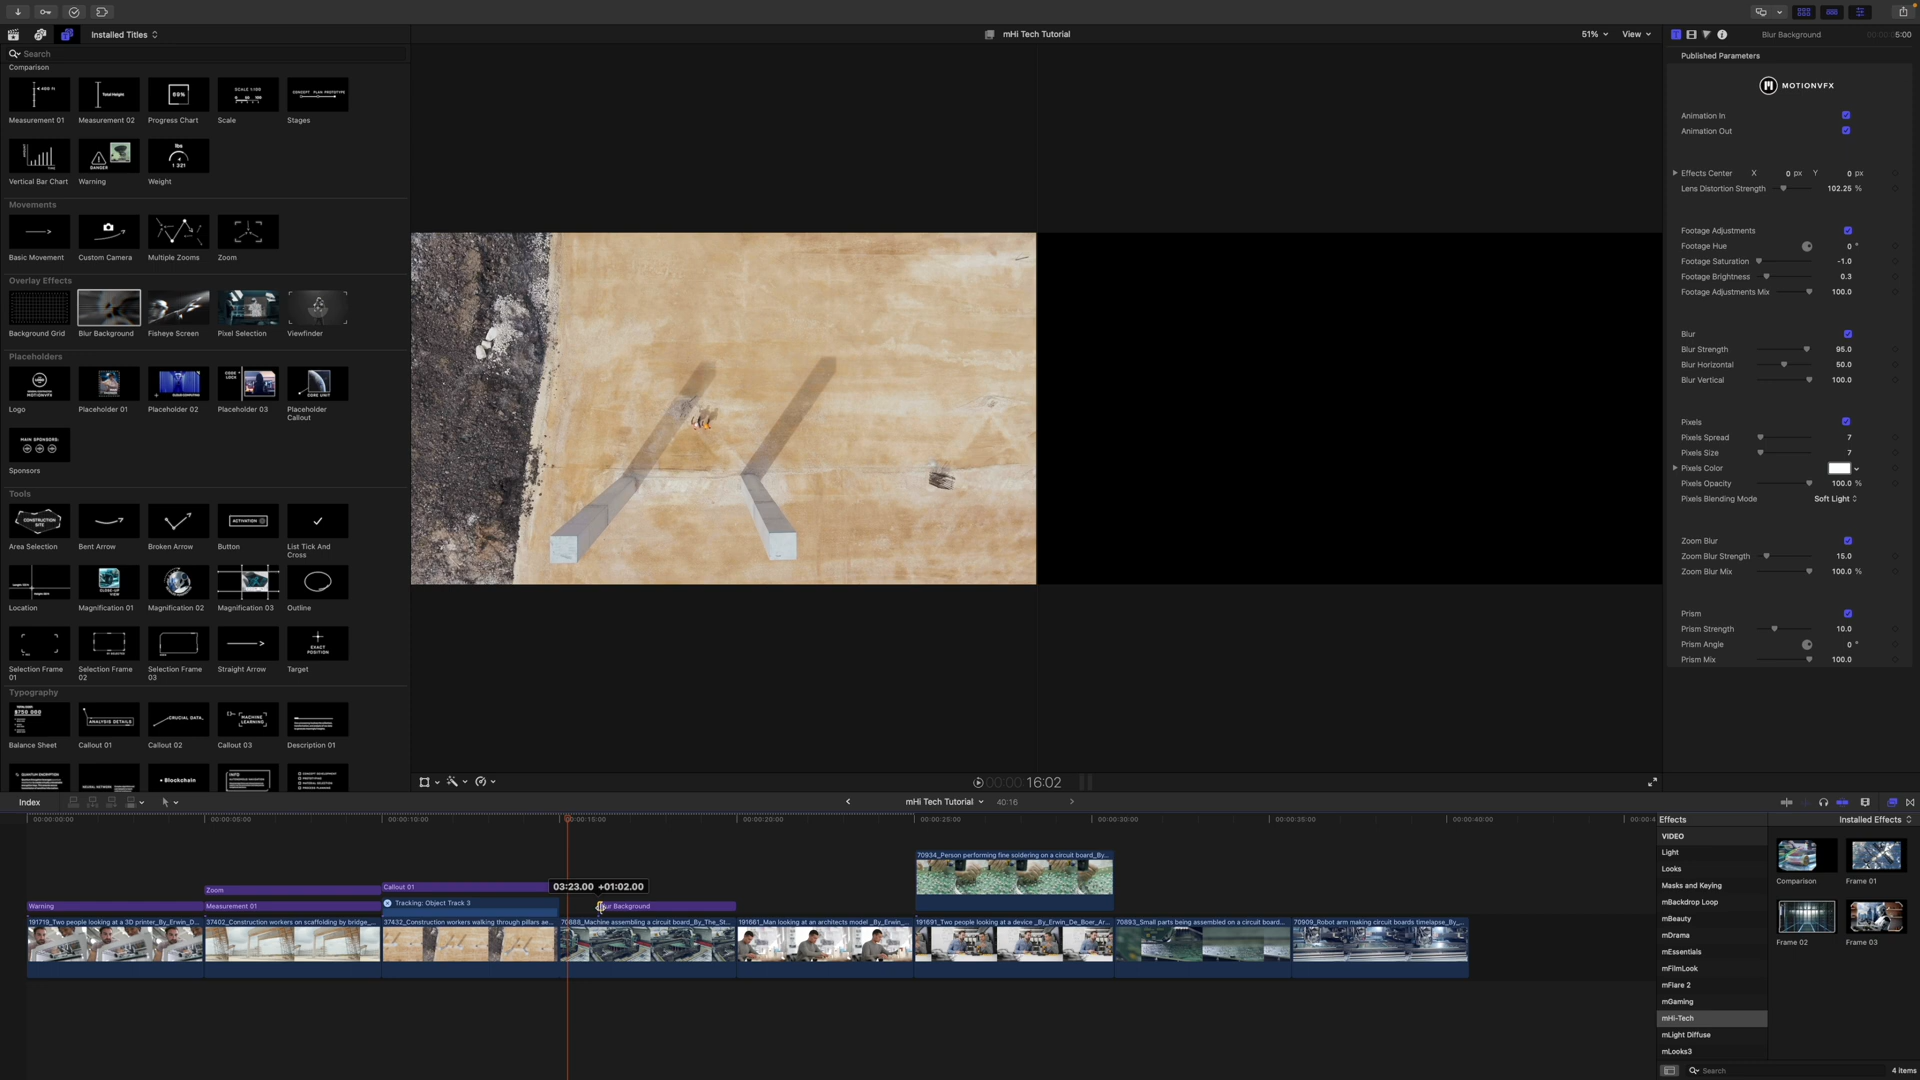 Installed Titles
mHi Tech Tutorial
51%
View
Blur Background
00:00:05:00
Search
Published Parameters
Comparison
MOTIONVFX
Measurement 01
Measurement 02
Progress Chart
Scale
Stages
Animation In
Animation Out
Vertical Bar Chart
Warning
Weight
Effects Center X 0 px Y 0 px
Lens Distortion Strength 102.25 %
Movements
Footage Adjustments
Footage Hue 0 °
Basic Movement
Custom Camera
Multiple Zooms
Zoom
Footage Saturation -1.0
Footage Brightness 0.3
Overlay Effects
Footage Adjustments Mix 100.0
Background Grid
Blur Background
Fisheye Screen
Pixel Selection
Viewfinder
Blur
Blur Strength 95.0
Placeholders
Blur Horizontal 50.0
Blur Vertical 100.0
Logo
Placeholder 01
Placeholder 02
Placeholder 03
Placeholder Callout
Pixels
Pixels Spread 7
Pixels Size 7
Sponsors
Pixels Color
Pixels Opacity 100.0 %
Tools
Pixels Blending Mode Soft Light
Area Selection
Bent Arrow
Broken Arrow
Button
List Tick And Cross
Zoom Blur
Zoom Blur Strength 15.0
Zoom Blur Mix 100.0 %
Location
Magnification 01
Magnification 02
Magnification 03
Outline
Prism
Prism Strength 10.0
Prism Angle 0 °
Prism Mix 100.0
Selection Frame 01
Selection Frame 02
Selection Frame 03
Straight Arrow
Target
Typography
Balance Sheet
Callout 01
Callout 02
Callout 03
Description 01
00:00:00:16:02
Index
mHi Tech Tutorial
40:16
00:00:00:00
00:00:05:00
00:00:10:00
00:00:15:00
00:00:20:00
00:00:25:00
00:00:30:00
00:00:35:00
00:00:40:00
Effects
Installed Effects
VIDEO
Light
Looks
Masks and Keying
mBackdrop Loop
mBeauty
mDrama
mEssentials
mFilmLook
mFlare 2
mGaming
mHi-Tech
mLight Diffuse
mLooks3
Comparison
Frame 01
Frame 02
Frame 03
70934_Person performing fine soldering on a circuit board_By...
Zoom
Callout 01
03:23.00 +01:02.00
Warning
Measurement 01
Tracking: Object Track 3
ur Background
191719_Two people looking at a 3D printer_By_Erwin_D...
37402_Construction workers on scaffolding by bridge_...
37432_Construction workers walking through pillars ae...
70888_Machine assembling a circuit board_By_The_St...
191661_Man looking at an architects model _By_Erwin...
191691_Two people looking at a device _By_Erwin_De_Boer_Ar...
70893_Small parts being assembled on a circuit board...
70909_Robot arm making circuit boards timelapse_By...
Search
4 items